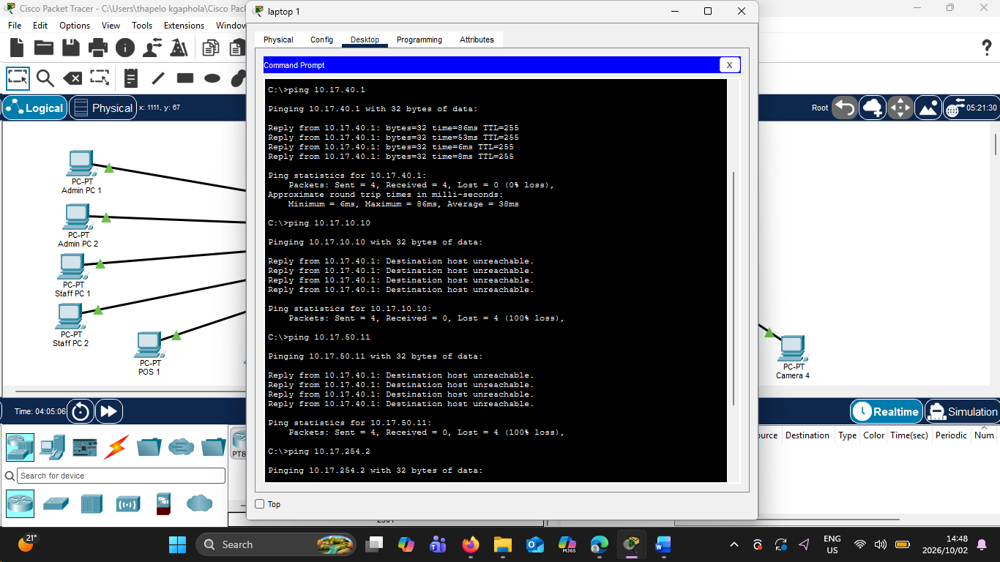 Cisco Packet Tracer - C:\Users\thapelo kgaphola\Cisco Pack
File Edit Options View Tools Extensions Window
Logical
Physical
x: 1111, y: 67
Root
05:21:30
PC-PT
Admin PC 1
PC-PT
Admin PC 2
PC-PT
Staff PC 1
PC-PT
Staff PC 2
PC-PT
POS 1
laptop 1
Physical Config Desktop Programming Attributes
Command Prompt
X
C:\>ping 10.17.40.1
Pinging 10.17.40.1 with 32 bytes of data:
Reply from 10.17.40.1: bytes=32 time=86ms TTL=255
Reply from 10.17.40.1: bytes=32 time=53ms TTL=255
Reply from 10.17.40.1: bytes=32 time=6ms TTL=255
Reply from 10.17.40.1: bytes=32 time=8ms TTL=255
Ping statistics for 10.17.40.1:
Packets: Sent = 4, Received = 4, Lost = 0 (0% loss),
Approximate round trip times in milli-seconds:
Minimum = 6ms, Maximum = 86ms, Average = 38ms
C:\>ping 10.17.10.10
Pinging 10.17.10.10 with 32 bytes of data:
Reply from 10.17.40.1: Destination host unreachable.
Reply from 10.17.40.1: Destination host unreachable.
Reply from 10.17.40.1: Destination host unreachable.
Reply from 10.17.40.1: Destination host unreachable.
Ping statistics for 10.17.10.10:
Packets: Sent = 4, Received = 0, Lost = 4 (100% loss),
C:\>ping 10.17.50.11
Pinging 10.17.50.11 with 32 bytes of data:
Reply from 10.17.40.1: Destination host unreachable.
Reply from 10.17.40.1: Destination host unreachable.
Reply from 10.17.40.1: Destination host unreachable.
Reply from 10.17.40.1: Destination host unreachable.
Ping statistics for 10.17.50.11:
Packets: Sent = 4, Received = 0, Lost = 4 (100% loss),
C:\>ping 10.17.254.2
Pinging 10.17.254.2 with 32 bytes of data:
Top
PC-PT
Camera 4
Time: 04:05:06
Realtime
Simulation
Search for device
PT8
ource Destination Type Color Time(sec) Periodic Num
21°
Search
M365
ENG
US
14:48
2026/10/02